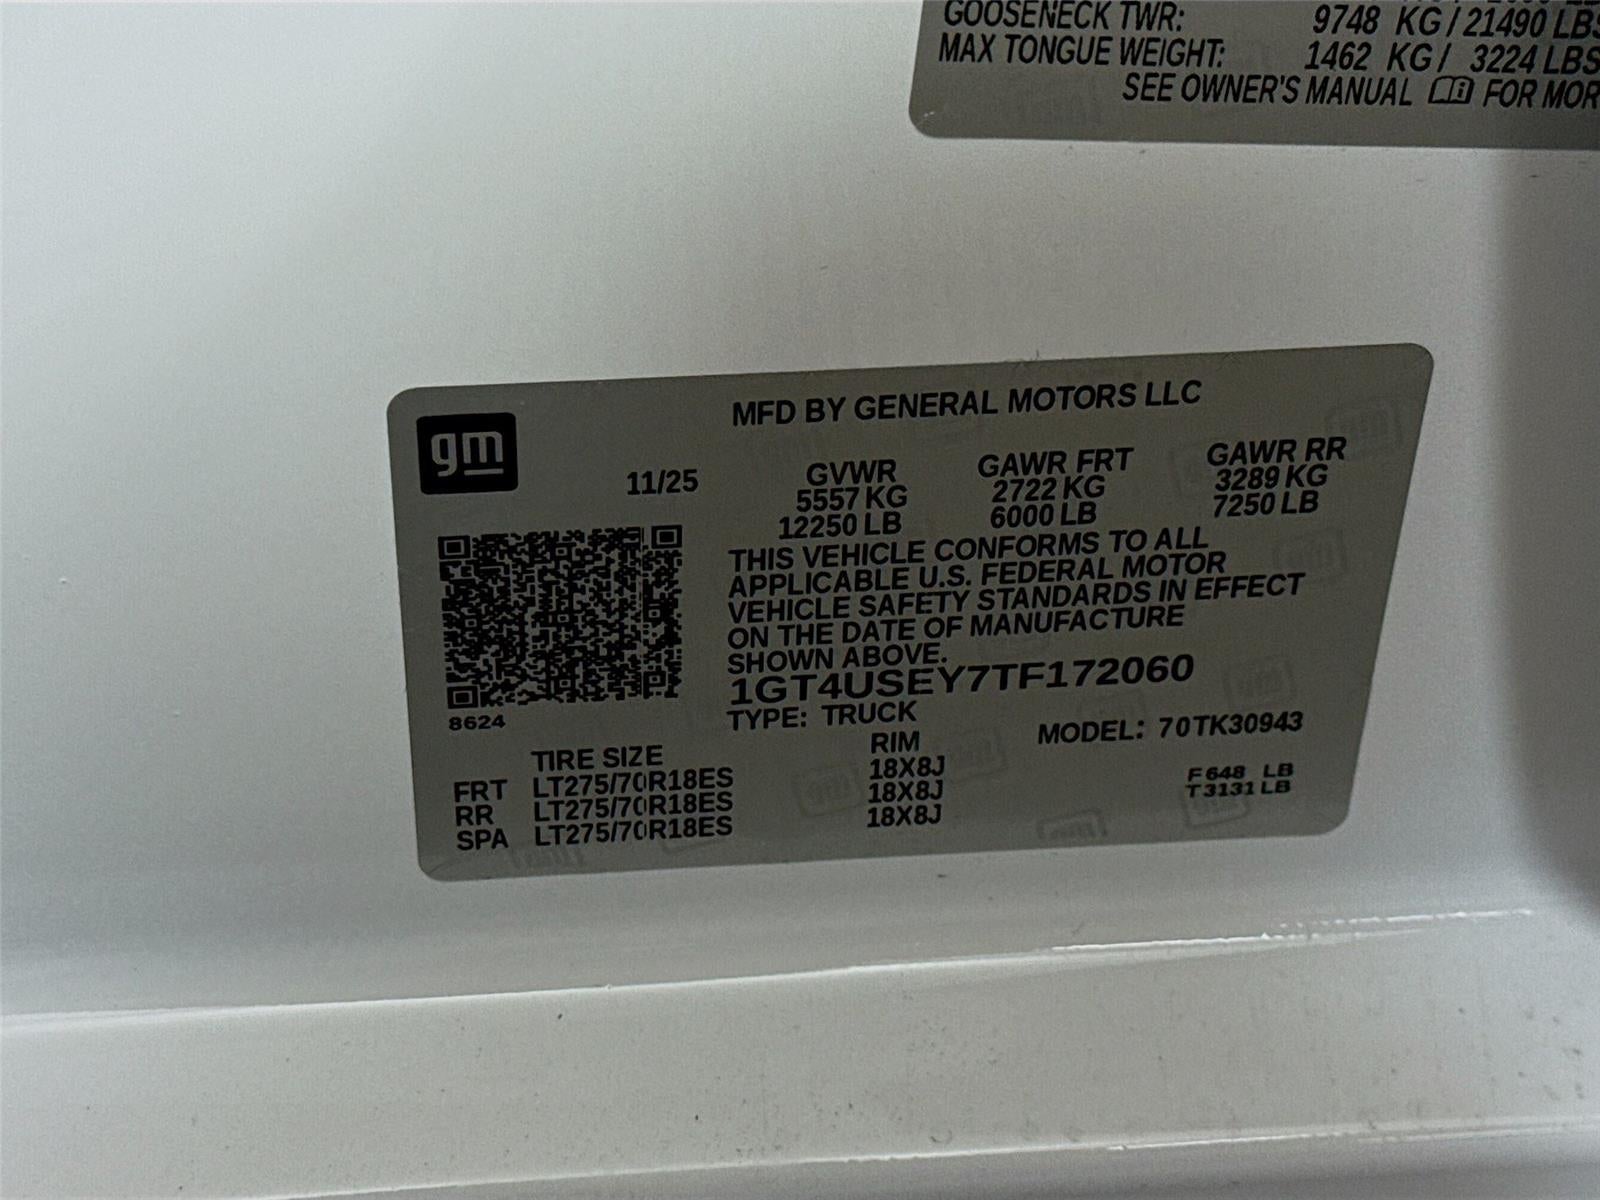 GOOSENECK TWR: 9748 KG / 21490 LBS
MAX TONGUE WEIGHT: 1462 KG / 3224 LBS
SEE OWNER'S MANUAL FOR
MFD BY GENERAL MOTORS LLC
gm
11/25 GVWR GAWR FRT GAWR RR
5557 KG 2722 KG 3289 KG
12250 LB 6000 LB 7250 LB
THIS VEHICLE CONFORMS TO ALL
APPLICABLE U.S. FEDERAL MOTOR
VEHICLE SAFETY STANDARDS IN EFFECT
ON THE DATE OF MANUFACTURE
SHOWN ABOVE.
1GT4USEY7TF172060
8624
TYPE: TRUCK
MODEL: 70TK30943
TIRE SIZE RIM
FRT LT275/70R18ES 18X8J
RR LT275/70R18ES 18X8J
SPA LT275/70R18ES 18X8J
F 648 LB
T 3131 LB